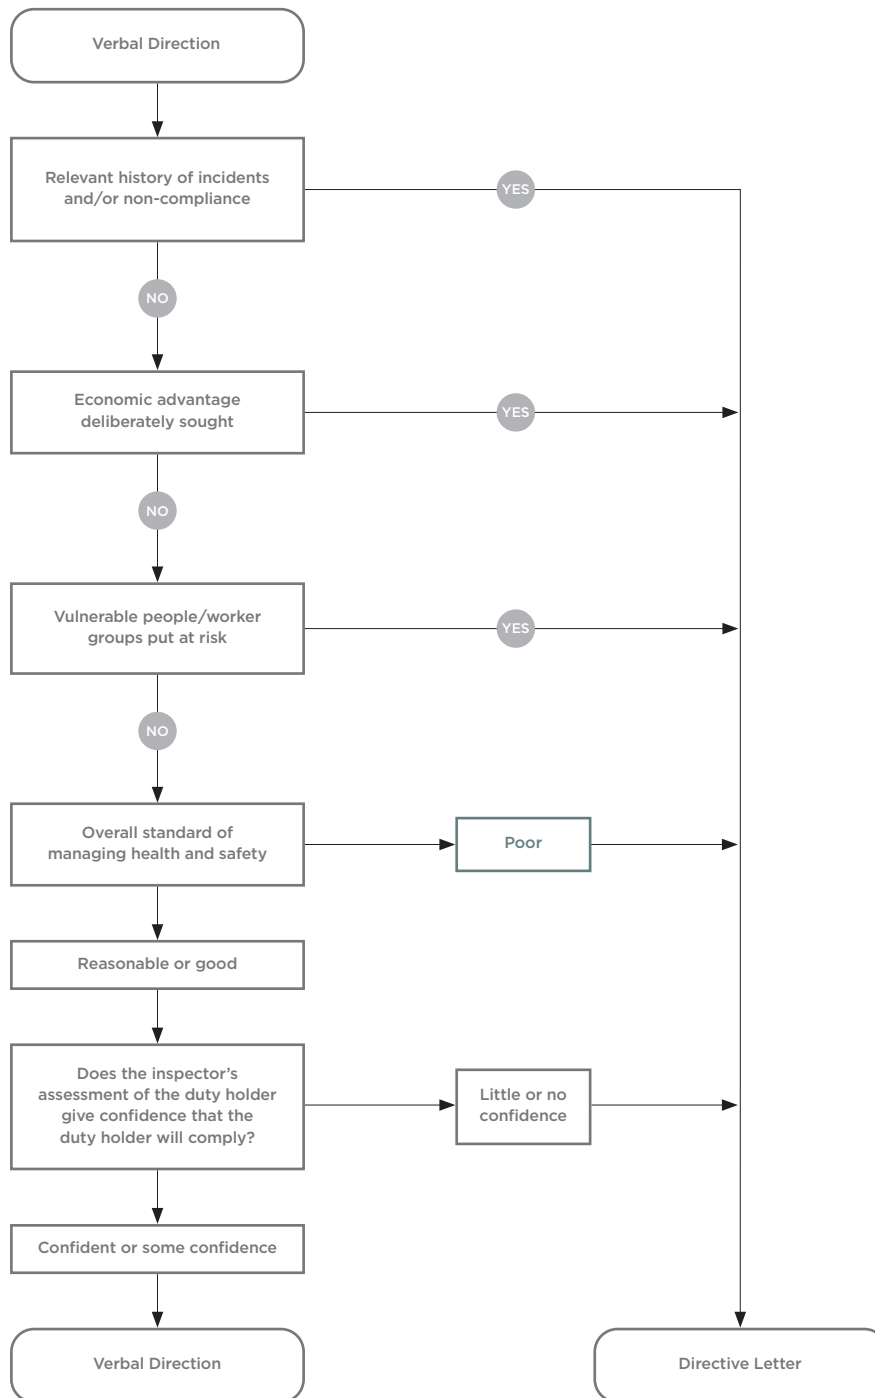 Verbal Direction
Relevant history of incidents
and/or non-compliance
YES
NO
Economic advantage
deliberately sought
YES
NO
Vulnerable people/worker
groups put at risk
YES
NO
Overall standard of
managing health and safety
Poor
Reasonable or good
Does the inspector’s
assessment of the duty holder
give confidence that the
duty holder will comply?
Little or no
confidence
Confident or some confidence
Verbal Direction
Directive Letter